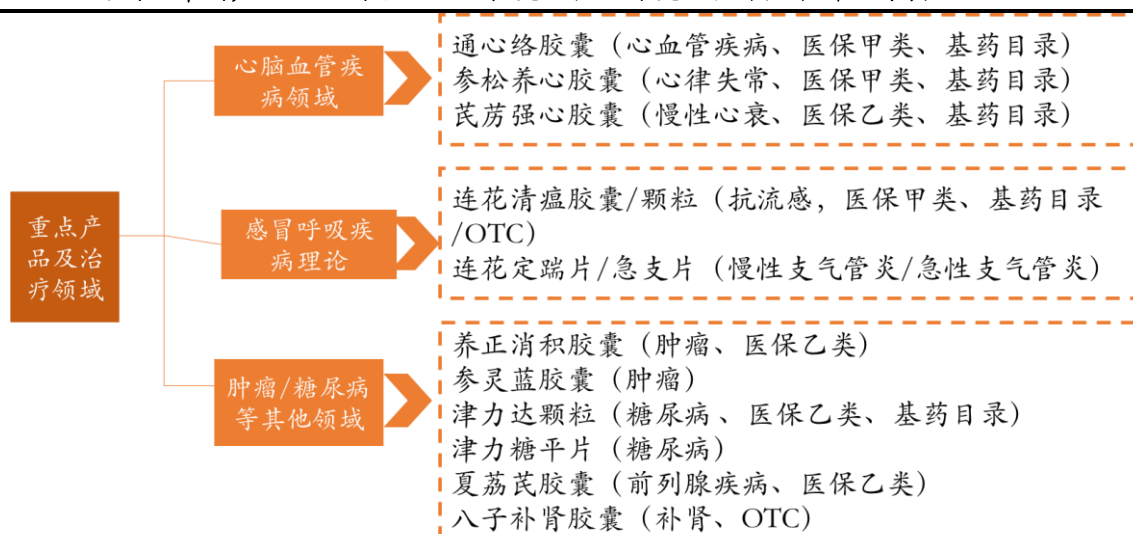 重点产
品及治
疗领域
心脑血管疾
病领域
通心络胶囊（心血管疾病、医保甲类、基药目录）
参松养心胶囊（心律失常、医保甲类、基药目录）
芪苈强心胶囊（慢性心衰、医保乙类、基药目录）
感冒呼吸疾
病理论
连花清瘟胶囊/颗粒（抗流感，医保甲类、基药目录
/OTC）
连花定踹片/急支片（慢性支气管炎/急性支气管炎）
肿瘤/糖尿病
等其他领域
养正消积胶囊（肿瘤、医保乙类）
参灵蓝胶囊（肿瘤）
津力达颗粒（糖尿病、医保乙类、基药目录）
津力糖平片（糖尿病）
夏荔芪胶囊（前列腺疾病、医保乙类）
八子补肾胶囊（补肾、OTC）